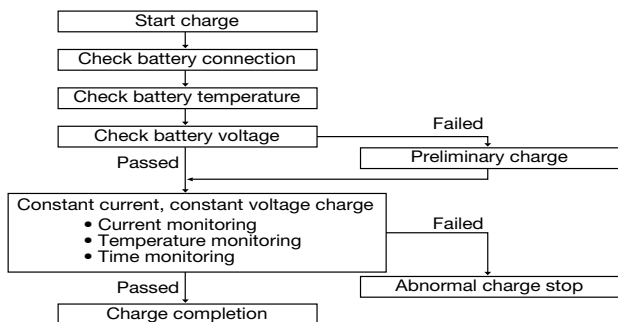 Start charge
Check battery connection
Check battery temperature
Check battery voltage
Failed
Passed
Preliminary charge
Constant current, constant voltage charge
• Current monitoring
• Temperature monitoring
• Time monitoring
Failed
Passed
Abnormal charge stop
Charge completion